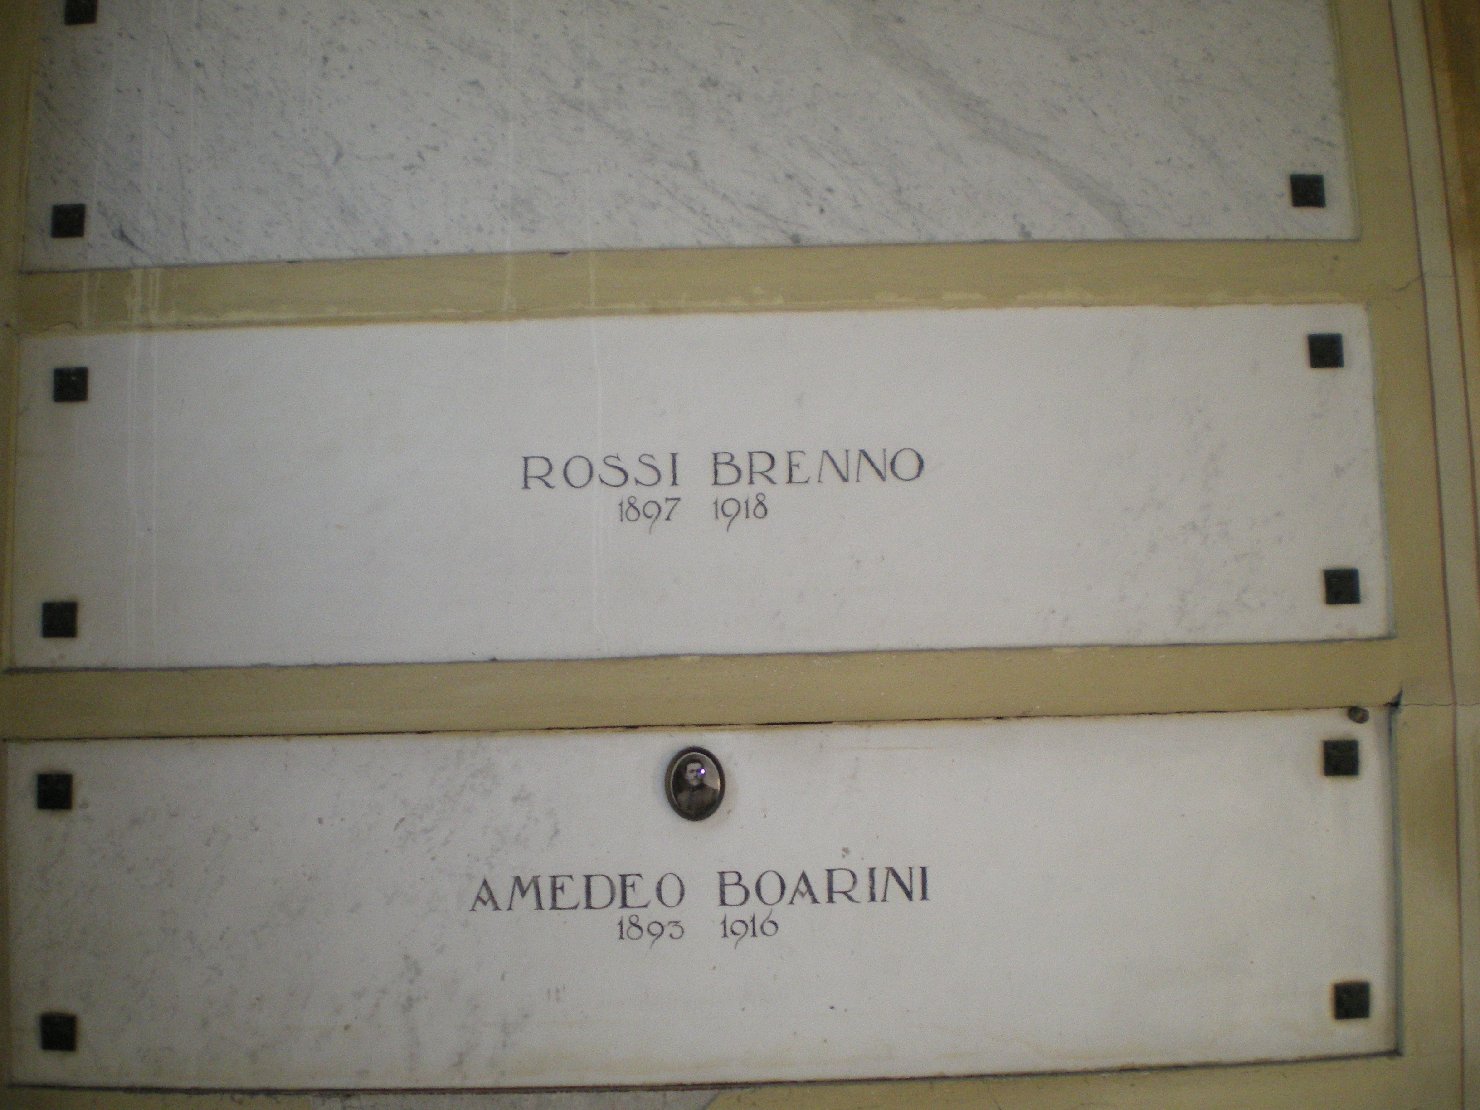 ROSSI BRENNO
1897 1918
AMEDEO BOARINI
1893 1916